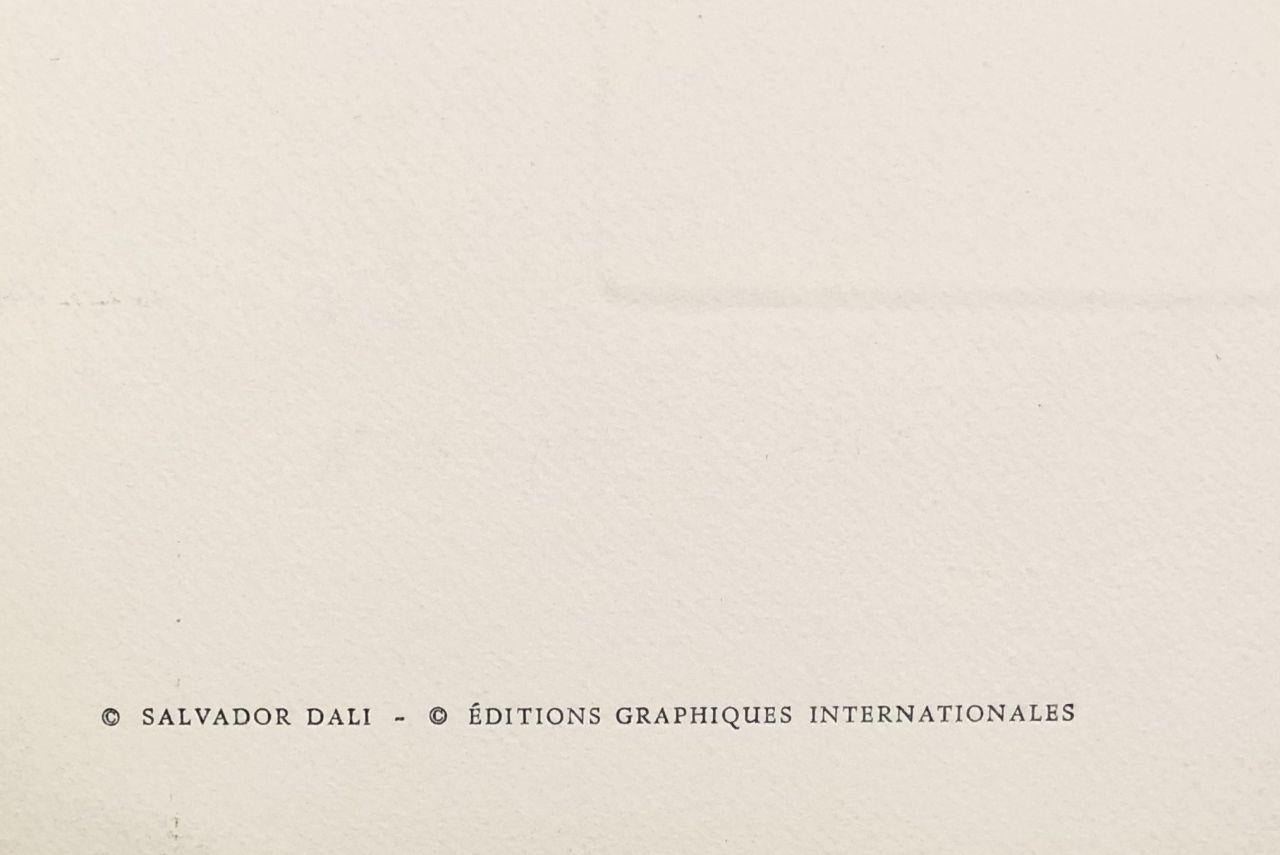 © SALVADOR DALI - © ÉDITIONS GRAPHIQUES INTERNATIONALES